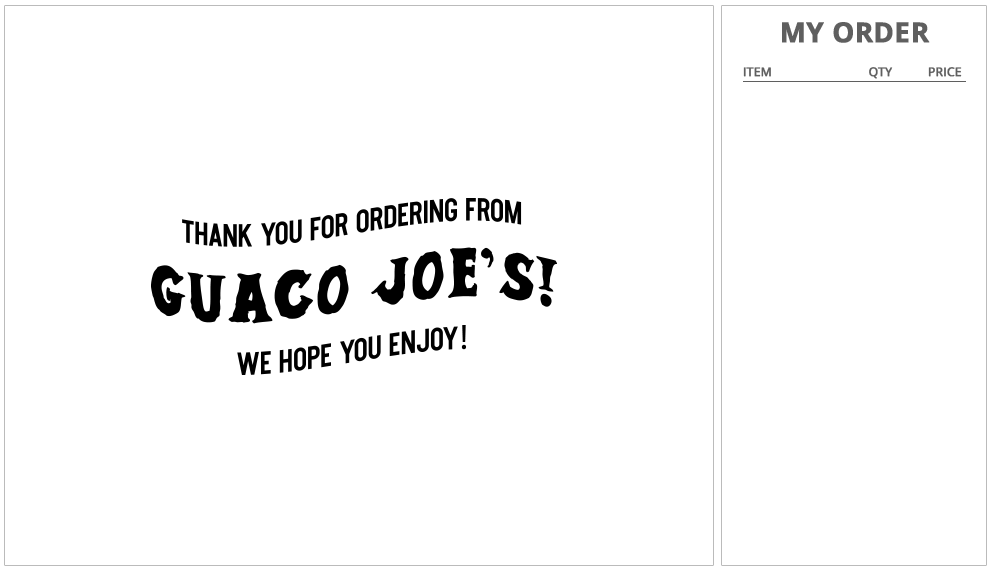 THANK YOU FOR ORDERING FROM
GUACO JOE'S!
WE HOPE YOU ENJOY!
MY ORDER
ITEM QTY PRICE